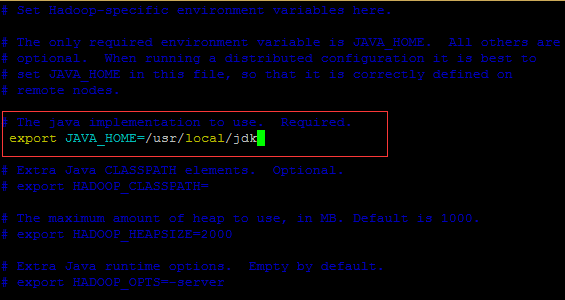 # Set Hadoop-specific environment variables here.
# The only required environment variable is JAVA_HOME.  All others are
# optional.  When running a distributed configuration it is best to
# set JAVA_HOME in this file, so that it is correctly defined on
# remote nodes.
# The java implementation to use.  Required.
export JAVA_HOME=/usr/local/jdk
# Extra Java CLASSPATH elements.  Optional.
# export HADOOP_CLASSPATH=
# The maximum amount of heap to use, in MB. Default is 1000.
# export HADOOP_HEAPSIZE=2000
# Extra Java runtime options.  Empty by default.
# export HADOOP_OPTS=-server